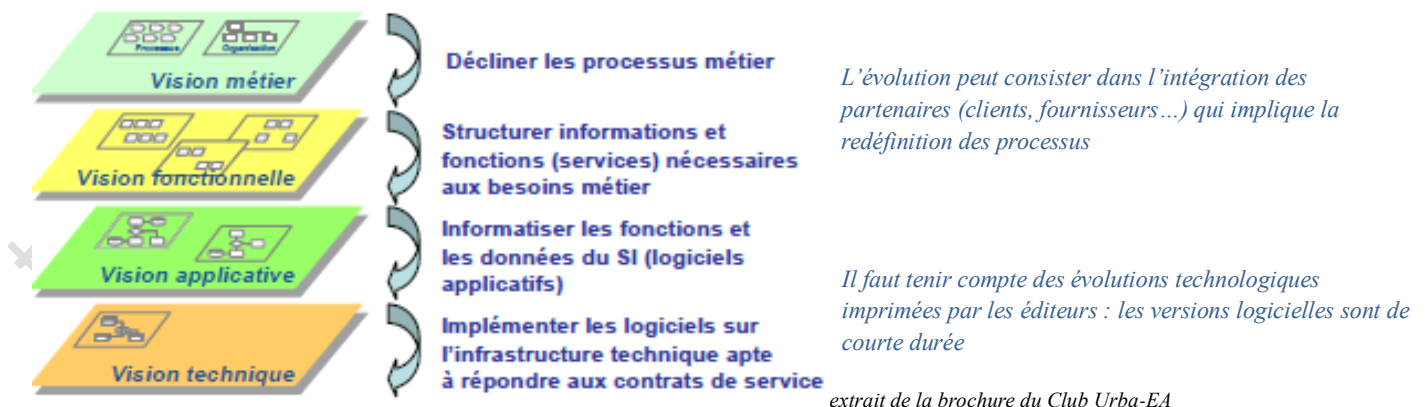 Processus
Organisation
Vision métier
Décliner les processus métier
L'évolution peut consister dans l'intégration des
partenaires (clients, fournisseurs…) qui implique la
redéfinition des processus
Vision fonctionnelle
Structurer informations et
fonctions (services) nécessaires
aux besoins métier
Vision applicative
Informatiser les fonctions et
les données du SI (logiciels
applicatifs)
Il faut tenir compte des évolutions technologiques
imprimées par les éditeurs : les versions logicielles sont de
courte durée
Vision technique
Implémenter les logiciels sur
l'infrastructure technique apte
à répondre aux contrats de service
extrait de la brochure du Club Urba-EA